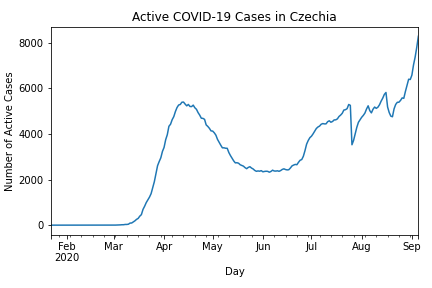 Active COVID-19 Cases in Czechia
Number of Active Cases
8000
6000
4000
2000
0
Feb Mar Apr May Jun Jul Aug Sep
2020
Day